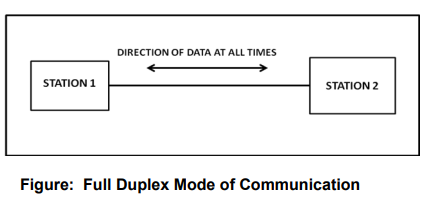 DIRECTION OF DATA AT ALL TIMES
STATION 1
STATION 2
Figure: Full Duplex Mode of Communication